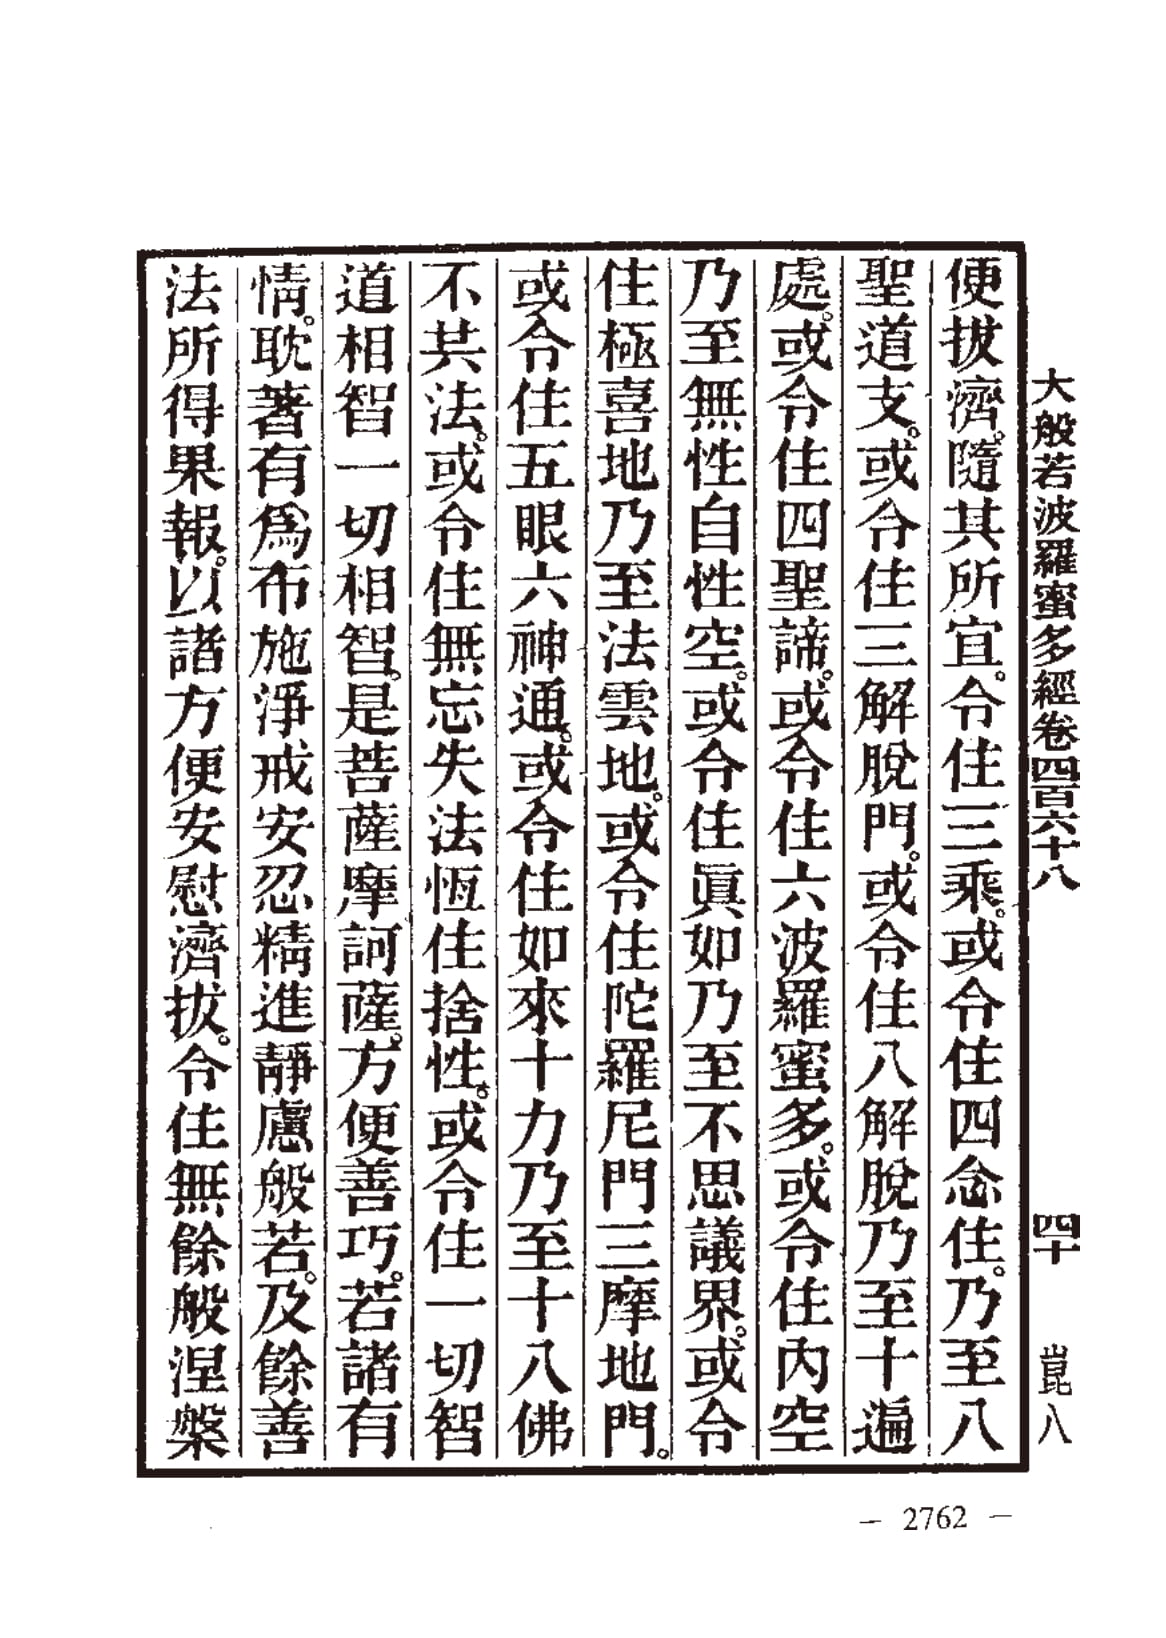 大般若波羅蜜多經卷四百六十八 四十 崑八
便拔濟。隨其所宜。令住三乘。或令住四念住。乃至八
聖道支。或令住三解脫門。或令住八解脫乃至十遍
處。或令住四聖諦。或令住六波羅蜜多。或令住內空
乃至無性自性空。或令住眞如乃至不思議界。或令
住極喜地乃至法雲地。或令住陀羅尼門三摩地門。
或令住五眼六神通。或令住如來十力乃至十八佛
不共法。或令住無忘失法恆住捨性。或令住一切智
道相智一切相智。是菩薩摩訶薩。方便善巧。若諸有
情。耽著有爲布施淨戒安忍精進靜慮般若。及餘善
法所得果報。以諸方便安慰濟拔。令住無餘般涅槃
— 2762 —